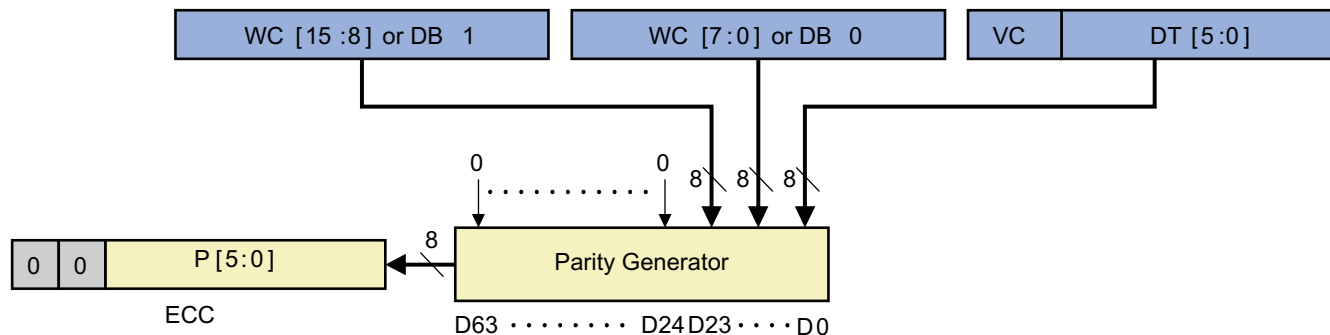 WC [15:8] or DB 1
WC [7:0] or DB 0
VC
DT [5:0]
0
0
8
8
8
0
0
P[5:0]
8
Parity Generator
ECC
D63 . . . . . . . . D24 D23 . . . . D0